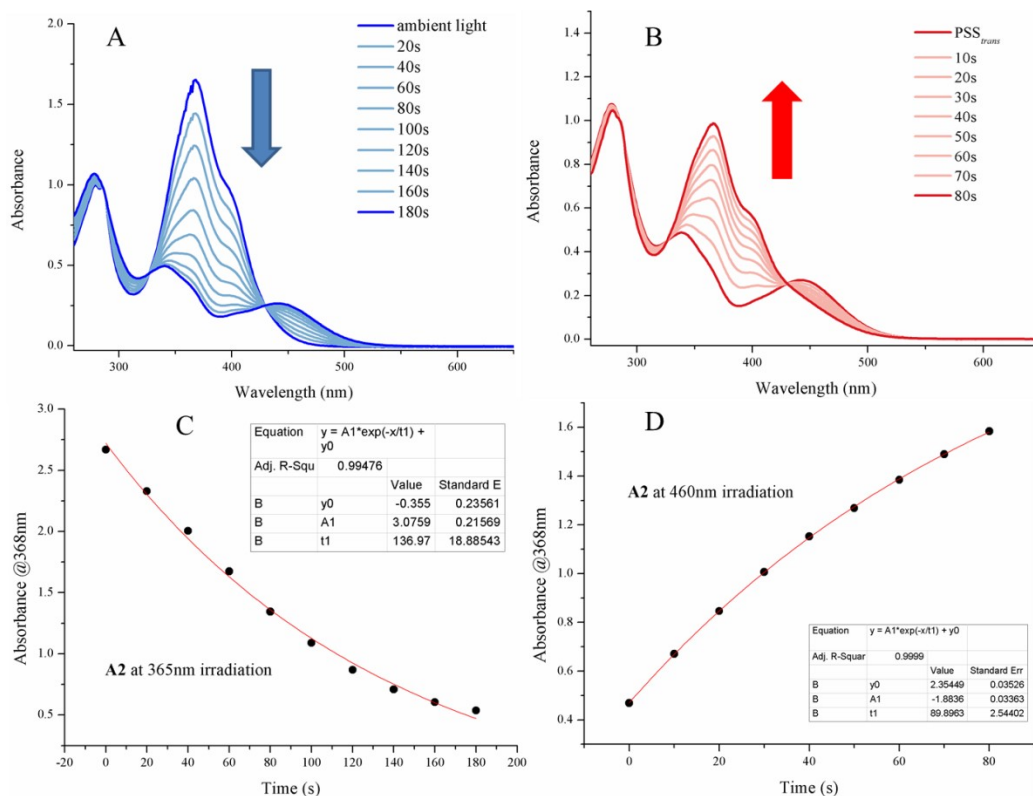 A
ambient light
20s
40s
60s
80s
100s
120s
140s
160s
180s
2.0
1.5
1.0
0.5
0.0
Absorbance
300 400 500 600
Wavelength (nm)
B
PSS trans
10s
20s
30s
40s
50s
60s
70s
80s
1.4
1.2
1.0
0.8
0.6
0.4
0.2
0.0
Absorbance
300 400 500 600
Wavelength (nm)
C
Equation y = A1*exp(-x/t1) +
y0
Adj. R-Squ 0.99476
Value Standard E
B y0 -0.355 0.23561
B A1 3.0759 0.21569
B t1 136.97 18.88543
A2 at 365nm irradiation
3.0
2.5
2.0
1.5
1.0
0.5
Absorbance @368nm
-20 0 20 40 60 80 100 120 140 160 180 200
Time (s)
D
A2 at 460nm irradiation
Equation y = A1*exp(-x/t1) + y0
Adj. R-Squar 0.9999
Value Standard Err
B y0 2.35449 0.03526
B A1 -1.8836 0.03363
B t1 89.8963 2.54402
1.6
1.4
1.2
1.0
0.8
0.6
0.4
Absorbance @368nm
0 20 40 60 80
Time (s)